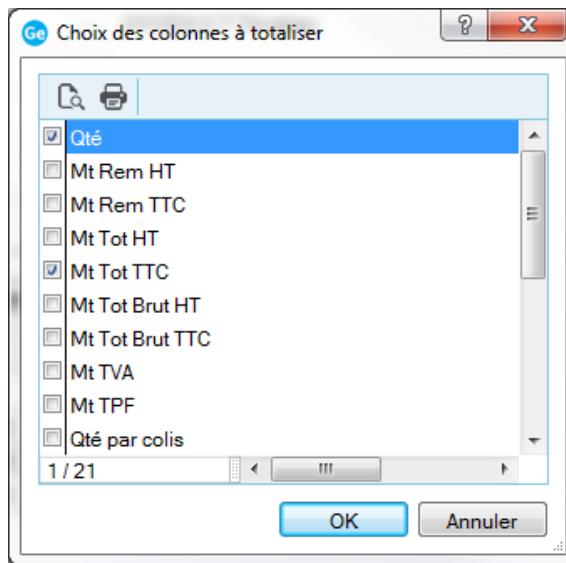 Ge Choix des colonnes à totaliser
Qté
Mt Rem HT
Mt Rem TTC
Mt Tot HT
Mt Tot TTC
Mt Tot Brut HT
Mt Tot Brut TTC
Mt TVA
Mt TPF
Qté par colis
1 / 21
OK Annuler